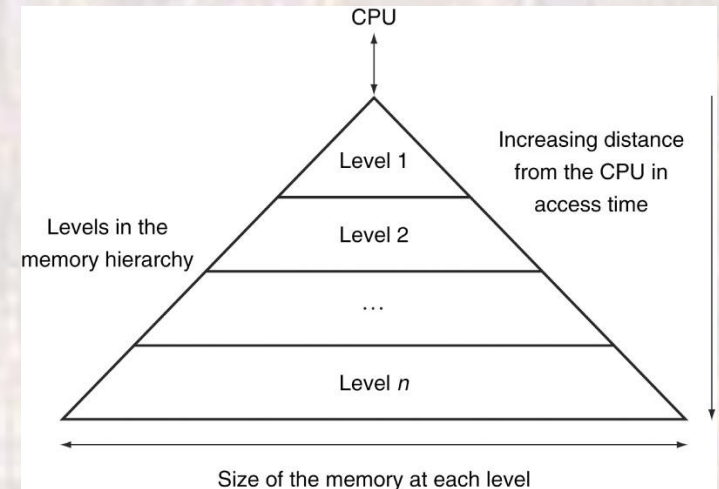 CPU
Level 1
Increasing distance
from the CPU in
access time
Levels in the
memory hierarchy
Level 2
...
Level n
Size of the memory at each level